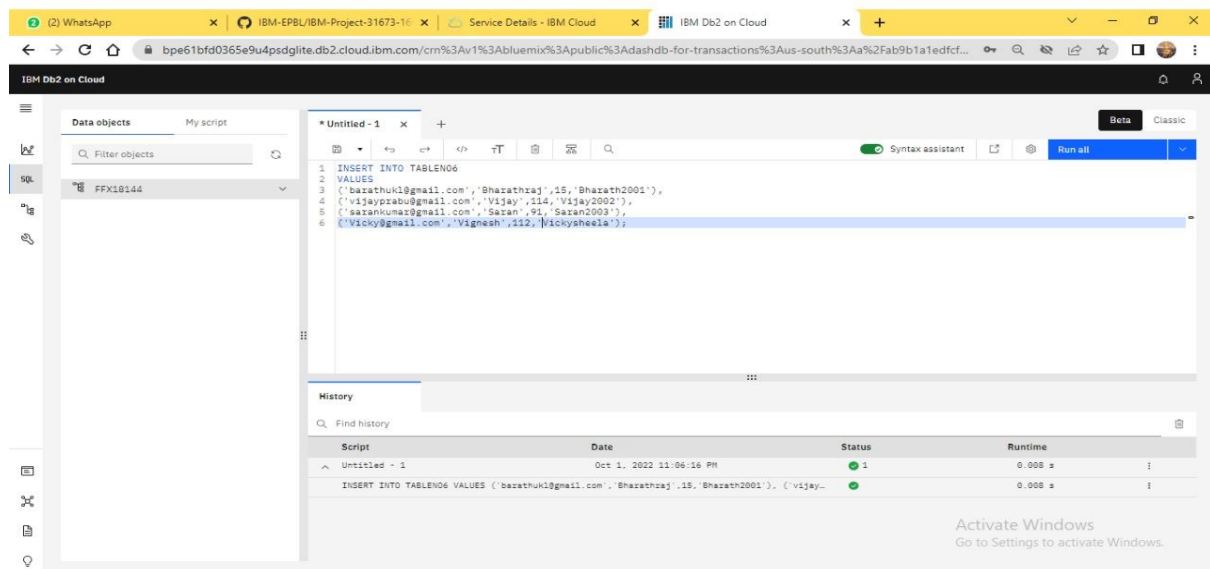 (2) WhatsApp
IBM-EPBL/IBM-Project-31673-16
Service Details - IBM Cloud
IBM Db2 on Cloud
bpe61bfd0365e9u4psdglite.db2.cloud.ibm.com/crn%3Av1%3Abluemix%3Apublic%3Adashdb-for-transactions%3Aus-south%3Aa%2Fab9b1a1edfcf...
IBM Db2 on Cloud
Data objects My script
* Untitled - 1
Beta Classic
Filter objects
Syntax assistant
Run all
SQL
FFX18144
1 INSERT INTO TABLENO6
2 VALUES
3 ('barathukl@gmail.com','Bharathraj',15,'Bharath2001'),
4 ('vijayprabu@gmail.com','Vijay',114,'Vijay2002'),
5 ('sarankumar@gmail.com','Saran',91,'Saran2003'),
6 ('Vicky@gmail.com','Vignesh',112,'Vickysheela');
History
Find history
Script Date Status Runtime
Untitled - 1 Oct 1, 2022 11:06:16 PM 1 0.008 s
INSERT INTO TABLENO6 VALUES ('barathukl@gmail.com','Bharathraj',15,'Bharath2001'), ('vijay... 0.008 s
Activate Windows
Go to Settings to activate Windows.